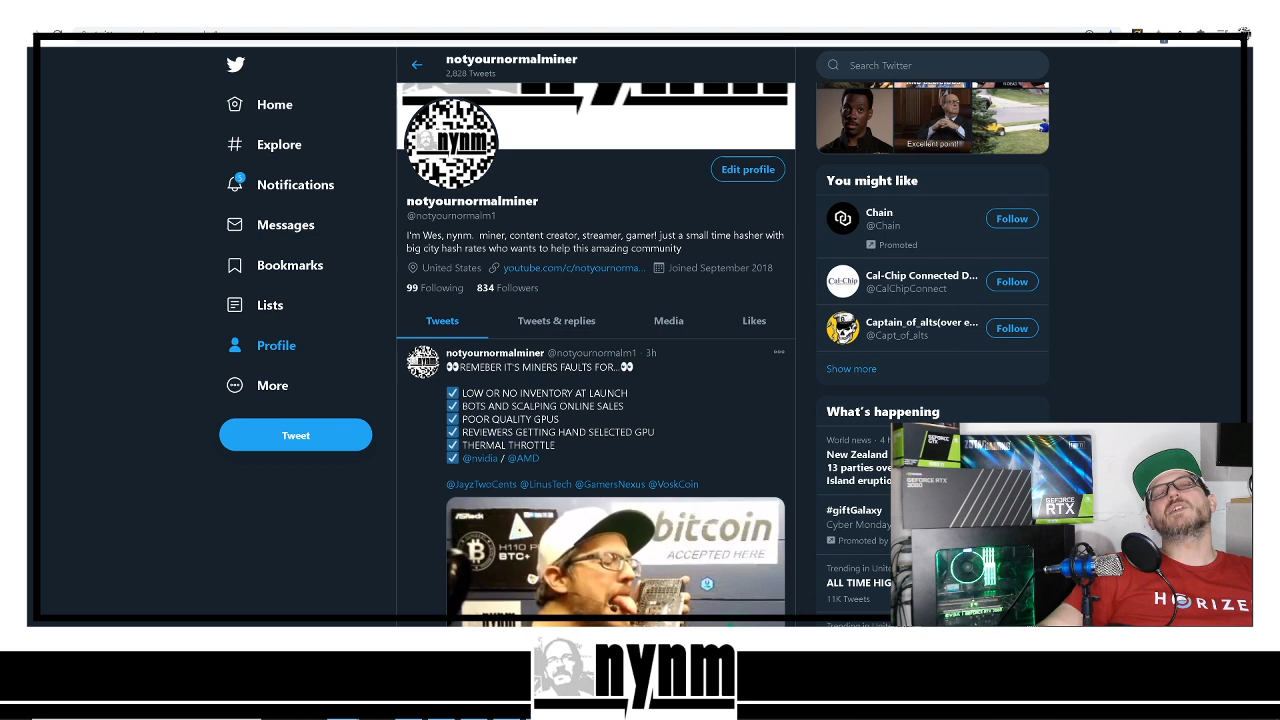 notyournormalminer
2,828 Tweets
Search Twitter
Home
Explore
5
Notifications
Messages
Bookmarks
Lists
Profile
More
Tweet
nynm
Edit profile
notyournormalminer
@notyournormalm1
I'm Wes, nynm. miner, content creator, streamer, gamer! just a small time hasher with
big city hash rates who wants to help this amazing community
United States youtube.com/c/notyournorma... Joined September 2018
99 Following 834 Followers
Tweets Tweets & replies Media Likes
notyournormalminer @notyournormalm1 · 3h
👀REMEBER IT'S MINERS FAULTS FOR...👀
☑ LOW OR NO INVENTORY AT LAUNCH
☑ BOTS AND SCALPING ONLINE SALES
☑ POOR QUALITY GPUS
☑ REVIEWERS GETTING HAND SELECTED GPU
☑ THERMAL THROTTLE
☑ @nvidia / @AMD
@JayzTwoCents @LinusTech @GamersNexus @VoskCoin
ASRock
H110 P
BTC+
bitcoin
ACCEPTED HERE
nynm
Excellent point!
You might like
Chain
@Chain
Promoted
Follow
Cal-Chip Connected D...
@CalChipConnect
Follow
Captain_of_alts(over e...
@Capt_of_alts
Follow
Show more
What's happening
World news · 4 h
New Zealand
13 parties ove
Island eruptio
#giftGalaxy
Cyber Monday
Promoted by
Trending in Unite
ALL TIME HIG
11K Tweets
GEFORCE RTX
3080
GEFORCE
RTX
HORIZE
nynm